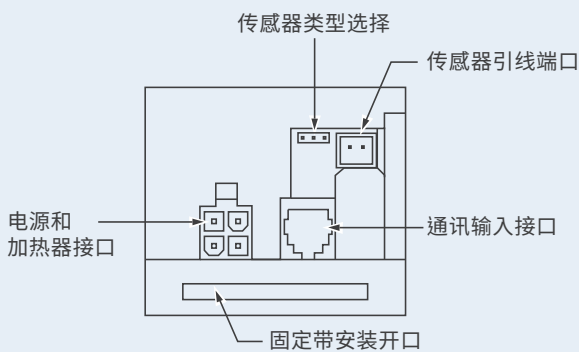 传感器类型选择
传感器引线端口
电源和
加热器接口
通讯输入接口
固定带安装开口